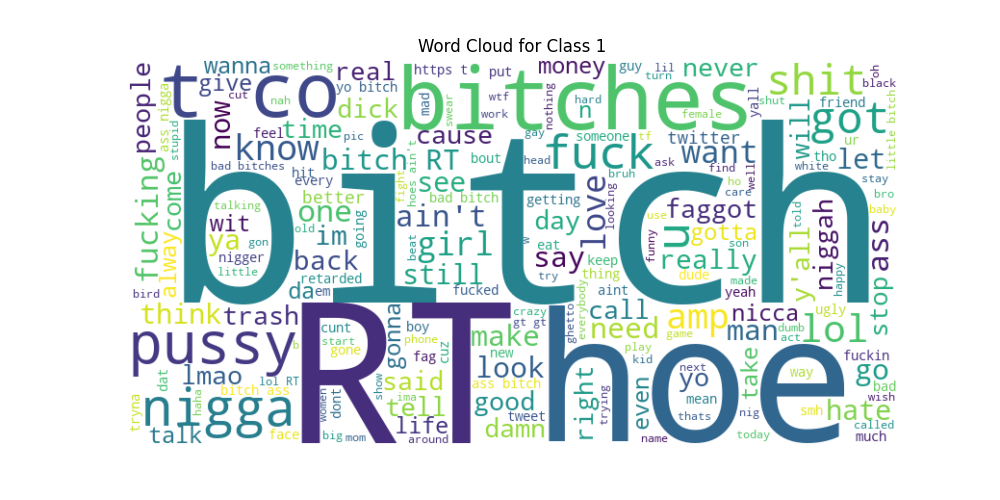 Word Cloud for Class 1
people
wanna
something
real
https t
put
money
guy
lil
turn
never
oh
black
t
give
cut
co
nah
yo bitch
mad
bitches
wtf
work
nothing
hard
n
female
yall
shit
shut
friend
ass nigga
stupid
now
feel
time
pic
dick
swear
cause
gay
someone
tf
twitter
will
got
ur
little bitch
know
bad bitches
hit
every
bitch RT
bout
head
fuck
bruh
ask
want
find
well
tho
white
let
stay
bro
fucking
come
alway
talking
better
hoes ain't
fight
see
bad bitch
getting
love
looking
ho
care
baby
bitch
wit
ya
gon
nigger
little
one
old
im
going
ain't
w
day
eat
say
faggot
use
u
gotta
son
told
y'all
niggah
ass
back
retarded
da
em
beat
girl
still
fucked
try
keep
thing
aint
funny
really
dude
made
yeah
happy
stop
bird
think
trash
RT
cunt
start
gone
b
gonna
boy
phone
fag
cuz
make
new
crazy
gt gt
ghetto
everybody
call
need
play
kid
amp
game
man
nicca
dumb
act
ugly
lol
pussy
dat
lmao
lol RT
bitch ass
show
said
ima
tell
look
ass bitch
good
hoe
right
trying
even
next
yo
mean
thats
take
way
go
fuckin
bad
wish
tryna
nigga
haha
talk
face
women
dont
big
mom
life
around
damn
tweet
name
nig
today
smh
hate
called
much